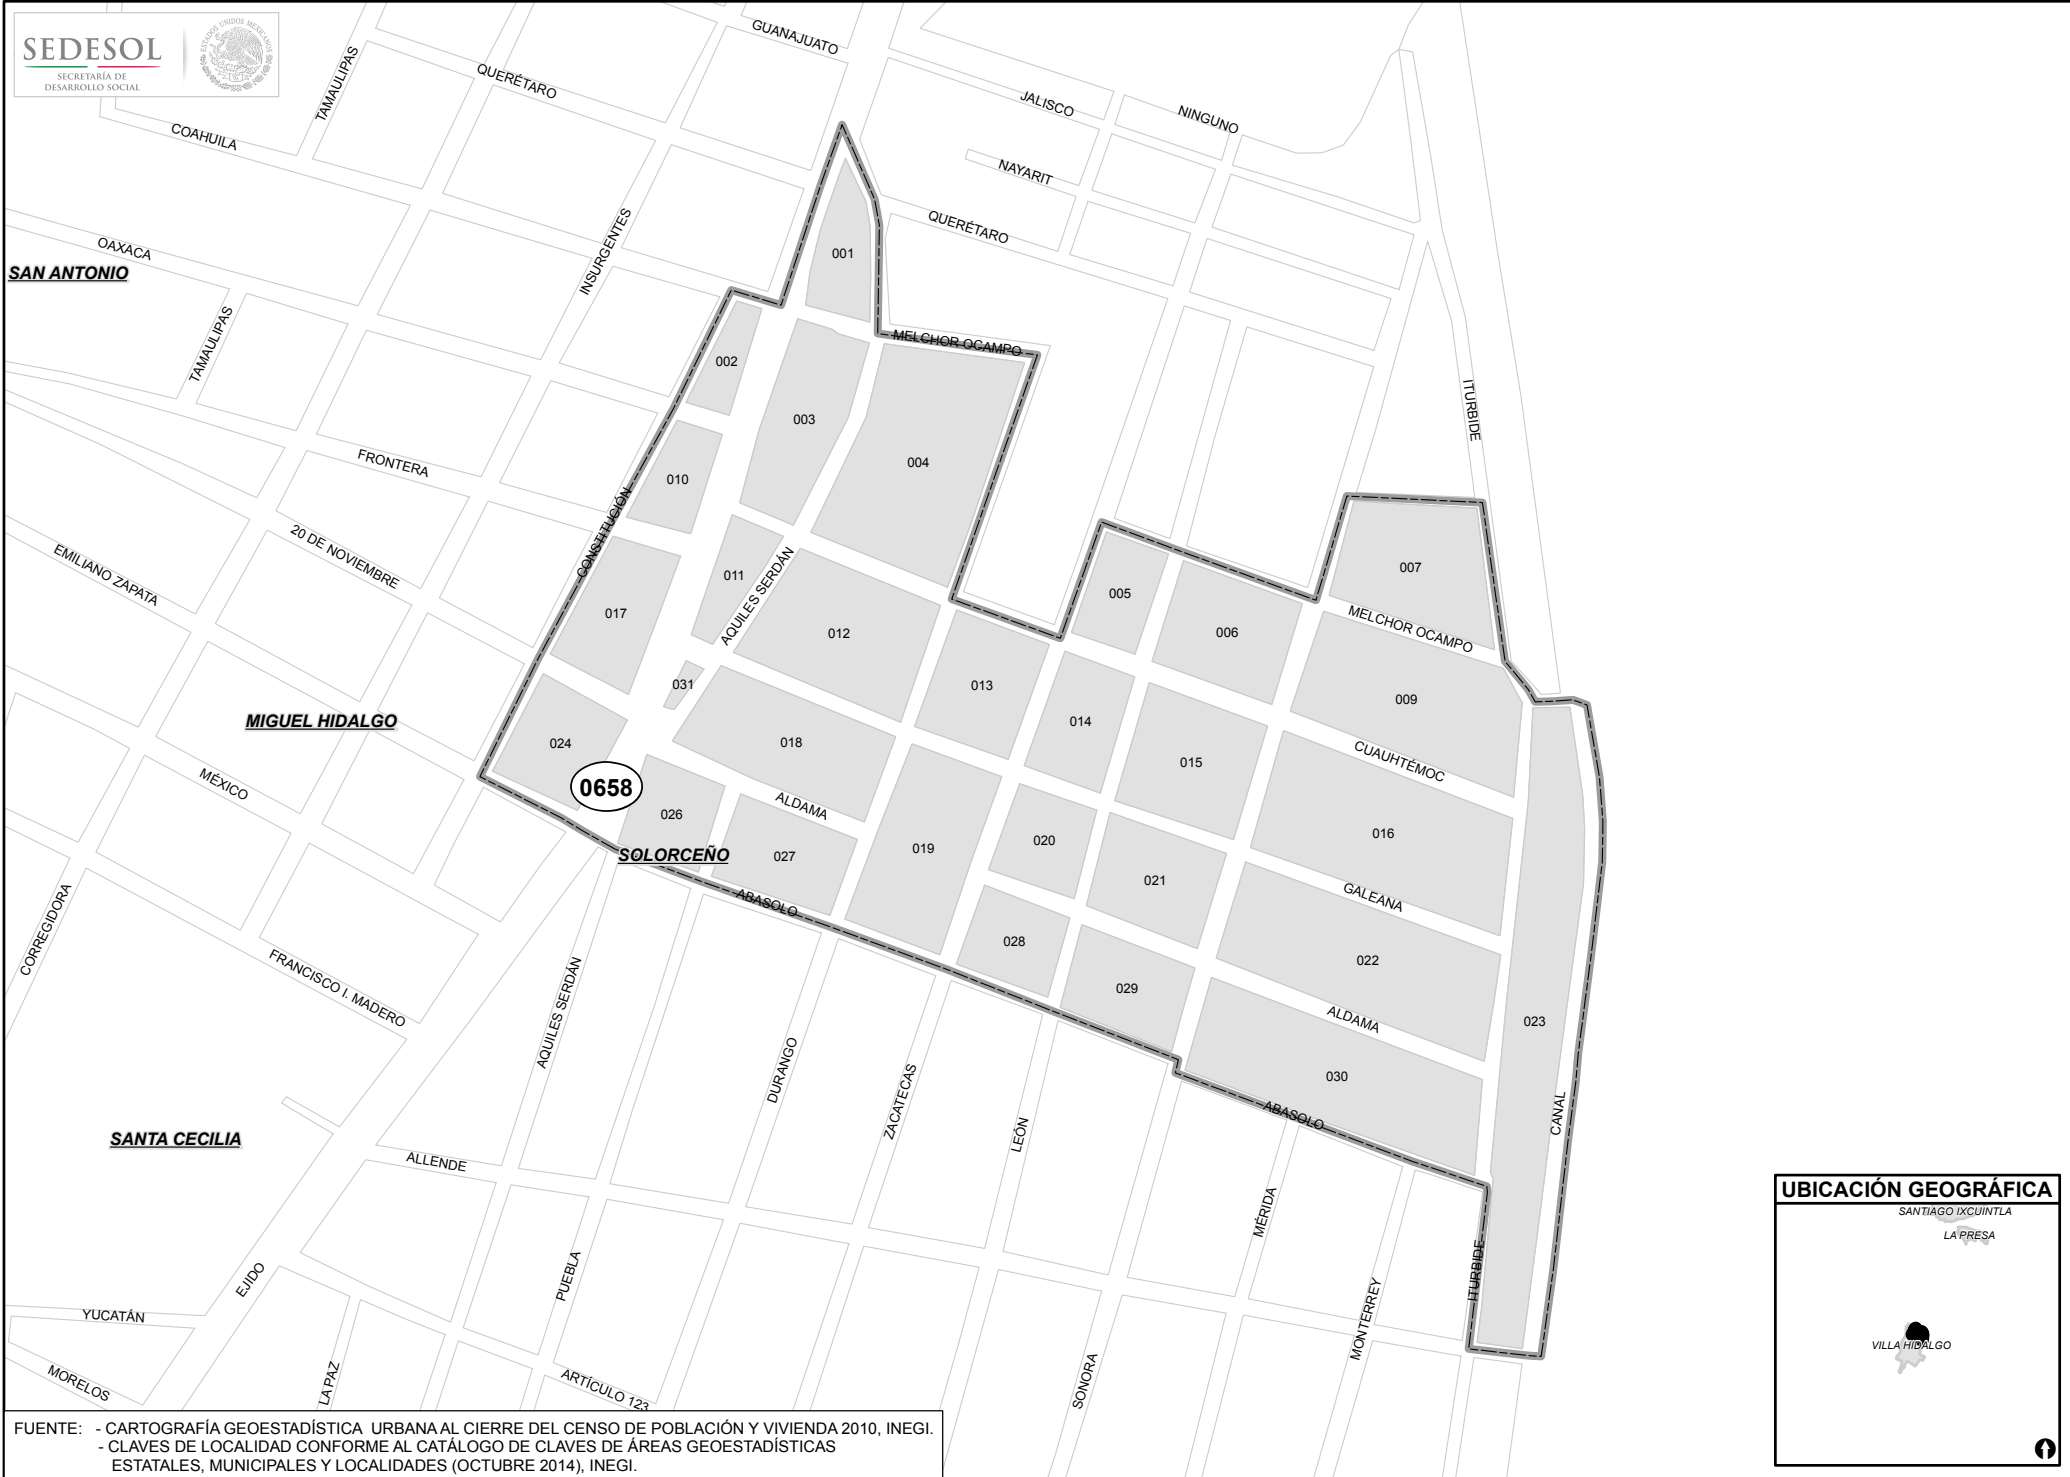 SEDESOL
SECRETARÍA DE
DESARROLLO SOCIAL
ESTADOS UNIDOS MEXICANOS
GUANAJUATO
TAMAULIPAS
QUERÉTARO
COAHUILA
JALISCO
NINGUNO
NAYARIT
QUERÉTARO
OAXACA
INSURGENTES
SAN ANTONIO
TAMAULIPAS
001
MELCHOR OCAMPO
002
003
ITURBIDE
FRONTERA
004
010
CONSTITUCIÓN
20 DE NOVIEMBRE
EMILIANO ZAPATA
011
AQUILES SERDÁN
007
005
017
012
006
MELCHOR OCAMPO
031
013
009
MIGUEL HIDALGO
014
024
018
CUAUHTÉMOC
015
MÉXICO
0658
026
ALDAMA
016
020
019
SOLORCEÑO
027
021
GALEANA
ABASOLO
CORREGIDORA
028
022
FRANCISCO I. MADERO
029
AQUILES SERDÁN
ALDAMA
023
DURANGO
030
ZACATECAS
ABASOLO
CANAL
LEÓN
SANTA CECILIA
ALLENDE
MÉRIDA
UBICACIÓN GEOGRÁFICA
SANTIAGO IXCUINTLA
LA PRESA
VILLA HIDALGO
EJIDO
PUEBLA
ITURBIDE
YUCATÁN
MONTERREY
MORELOS
LA PAZ
ARTÍCULO 123
SONORA
FUENTE: - CARTOGRAFÍA GEOESTADÍSTICA URBANA AL CIERRE DEL CENSO DE POBLACIÓN Y VIVIENDA 2010, INEGI.
- CLAVES DE LOCALIDAD CONFORME AL CATÁLOGO DE CLAVES DE ÁREAS GEOESTADÍSTICAS
ESTATALES, MUNICIPALES Y LOCALIDADES (OCTUBRE 2014), INEGI.